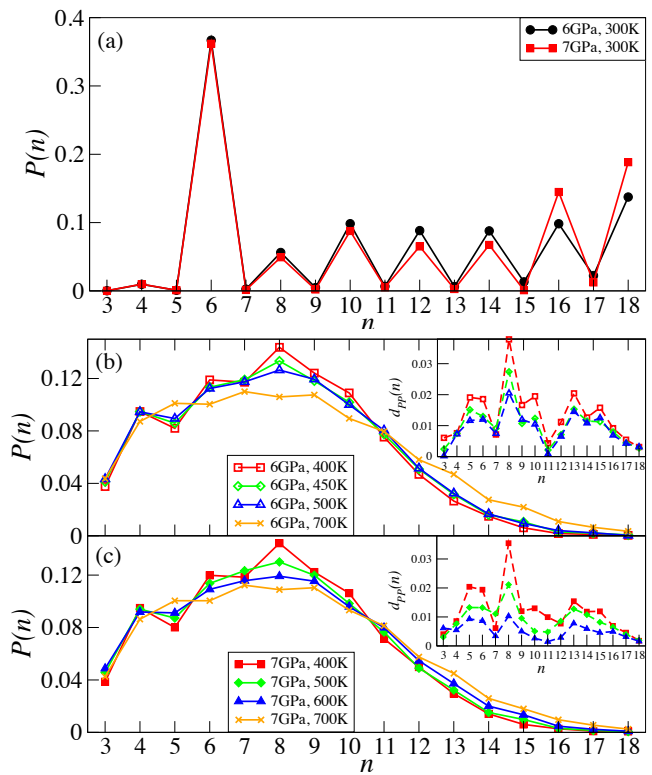 (a)
6GPa, 300K
7GPa, 300K
P(n)
0.4
0.3
0.2
0.1
0
3 4 5 6 7 8 9 10 11 12 13 14 15 16 17 18
n
(b)
P(n)
0.12
0.08
0.04
0
6GPa, 400K
6GPa, 450K
6GPa, 500K
6GPa, 700K
d_PP(n)
0.03
0.02
0.01
0
3 4 5 6 7 8 9 10 11 12 13 14 15 16 17 18
n
(c)
P(n)
0.12
0.08
0.04
0
7GPa, 400K
7GPa, 500K
7GPa, 600K
7GPa, 700K
d_PP(n)
0.03
0.02
0.01
0
3 4 5 6 7 8 9 10 11 12 13 14 15 16 17 18
n
3 4 5 6 7 8 9 10 11 12 13 14 15 16 17 18
n